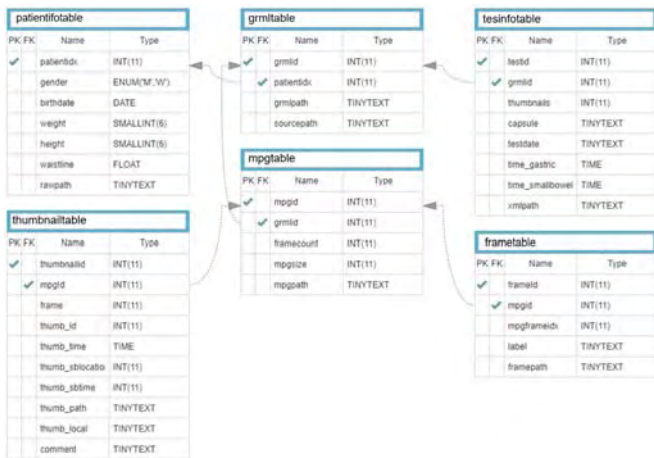 patientifotable
PK FK Name Type
patientidx INT(11)
gender ENUM('M','W')
birthdate DATE
weight SMALLINT(6)
height SMALLINT(6)
waistline FLOAT
rawpath TINYTEXT
grmltable
PK FK Name Type
grmlid INT(11)
patientidx INT(11)
grmlpath TINYTEXT
sourcepath TINYTEXT
tesinfotable
PK FK Name Type
testid INT(11)
grmlid INT(11)
thumbnails INT(11)
capsule TINYTEXT
testdate TINYTEXT
time_gastric TIME
time_smallbowel TIME
xmlpath TINYTEXT
mpgtable
PK FK Name Type
mpgid INT(11)
grmlid INT(11)
framecount INT(11)
mpgsize INT(11)
mpgpath TINYTEXT
thumbnailtable
PK FK Name Type
thumbnailid INT(11)
mpgid INT(11)
frame INT(11)
thumb_id INT(11)
thumb_time TIME
thumb_sblocatio INT(11)
thumb_sbtime INT(11)
thumb_path TINYTEXT
thumb_local TINYTEXT
comment TINYTEXT
frametable
PK FK Name Type
frameid INT(11)
mpgid INT(11)
mpgframeidx INT(11)
label TINYTEXT
framepath TINYTEXT